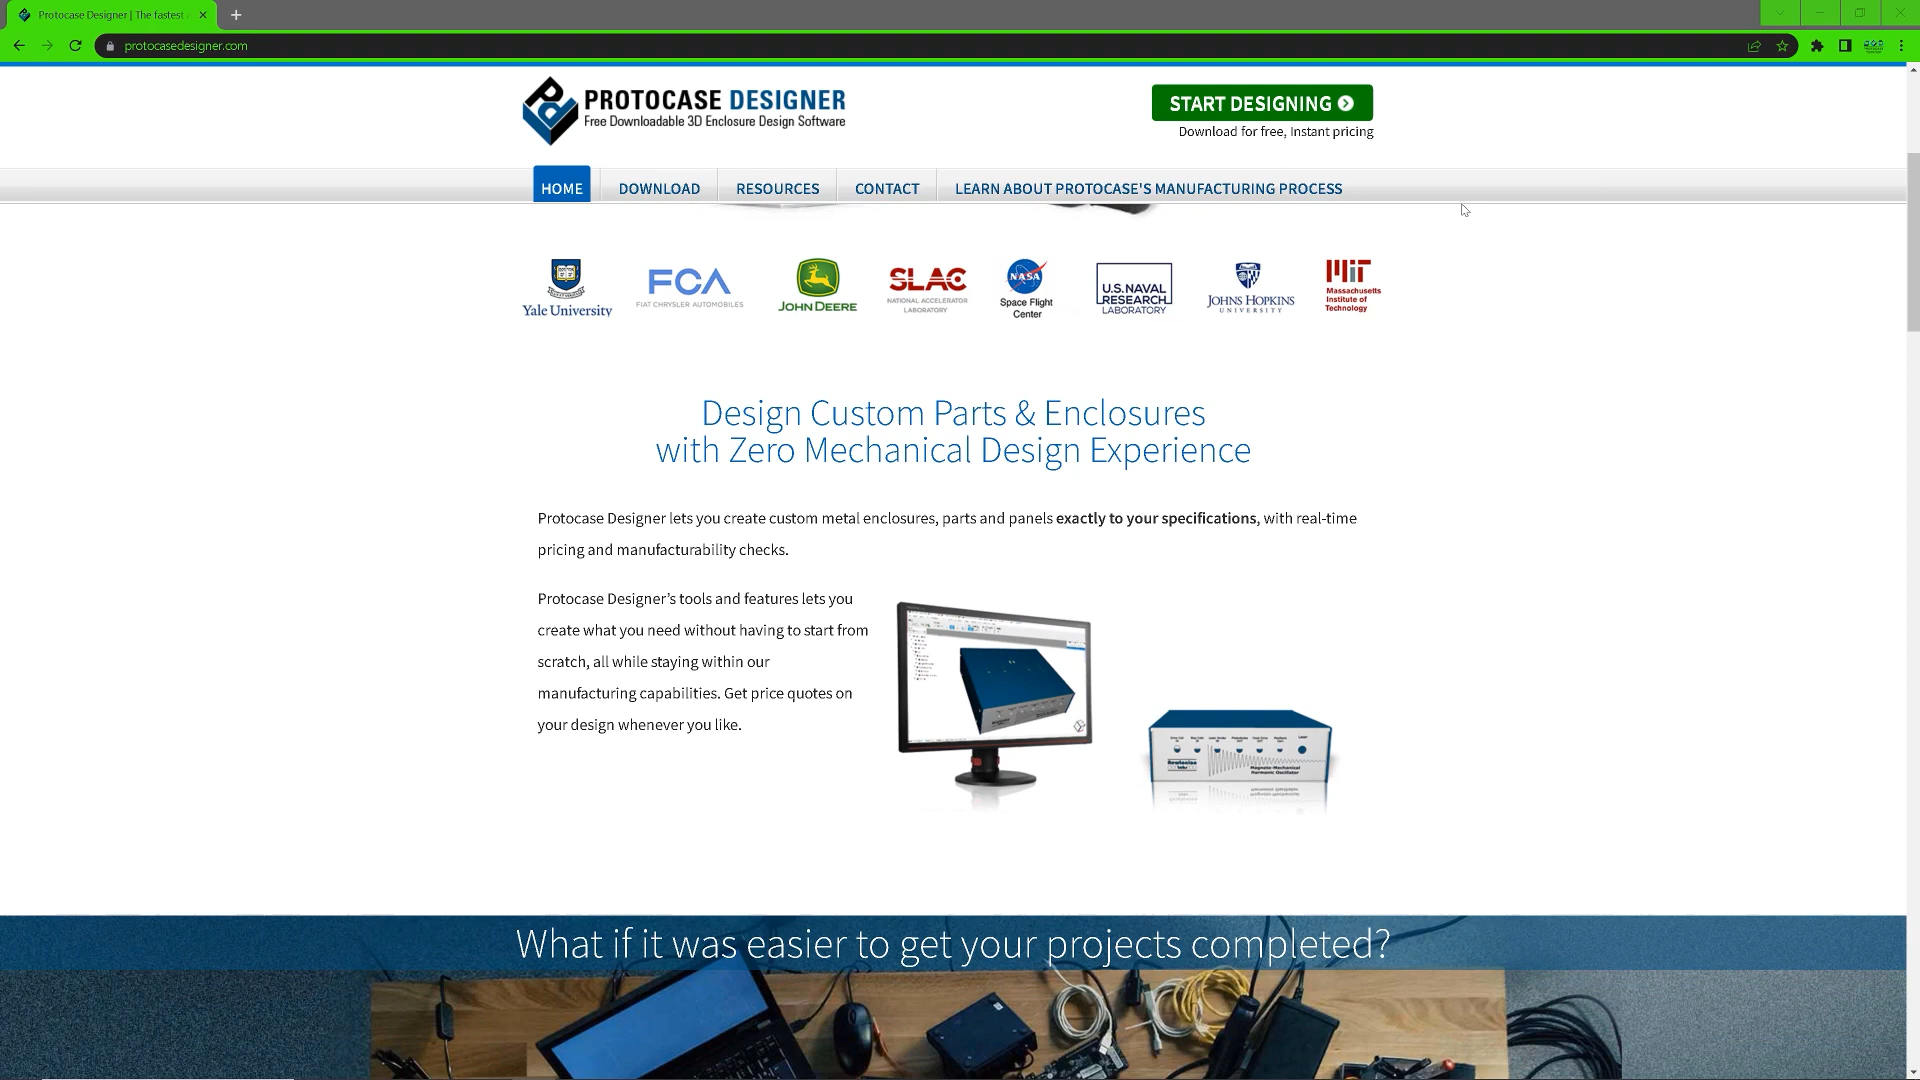 Protocase Designer | The fastest
protocasedesigner.com
PROTOCASE DESIGNER
Free Downloadable 3D Enclosure Design Software
START DESIGNING
Download for free, Instant pricing
HOME
DOWNLOAD
RESOURCES
CONTACT
LEARN ABOUT PROTOCASE'S MANUFACTURING PROCESS
Yale University
FCA
FIAT CHRYSLER AUTOMOBILES
JOHN DEERE
SLAC
NATIONAL ACCELERATOR
LABORATORY
NASA
Space Flight
Center
U.S. NAVAL
RESEARCH
LABORATORY
JOHNS HOPKINS
UNIVERSITY
MIT
Massachusetts
Institute of
Technology
Design Custom Parts & Enclosures
with Zero Mechanical Design Experience
Protocase Designer lets you create custom metal enclosures, parts and panels exactly to your specifications, with real-time
pricing and manufacturability checks.
Protocase Designer’s tools and features lets you
create what you need without having to start from
scratch, all while staying within our
manufacturing capabilities. Get price quotes on
your design whenever you like.
Newtonian
Labs
Magneto-Mechanical
Harmonic Oscillator
What if it was easier to get your projects completed?